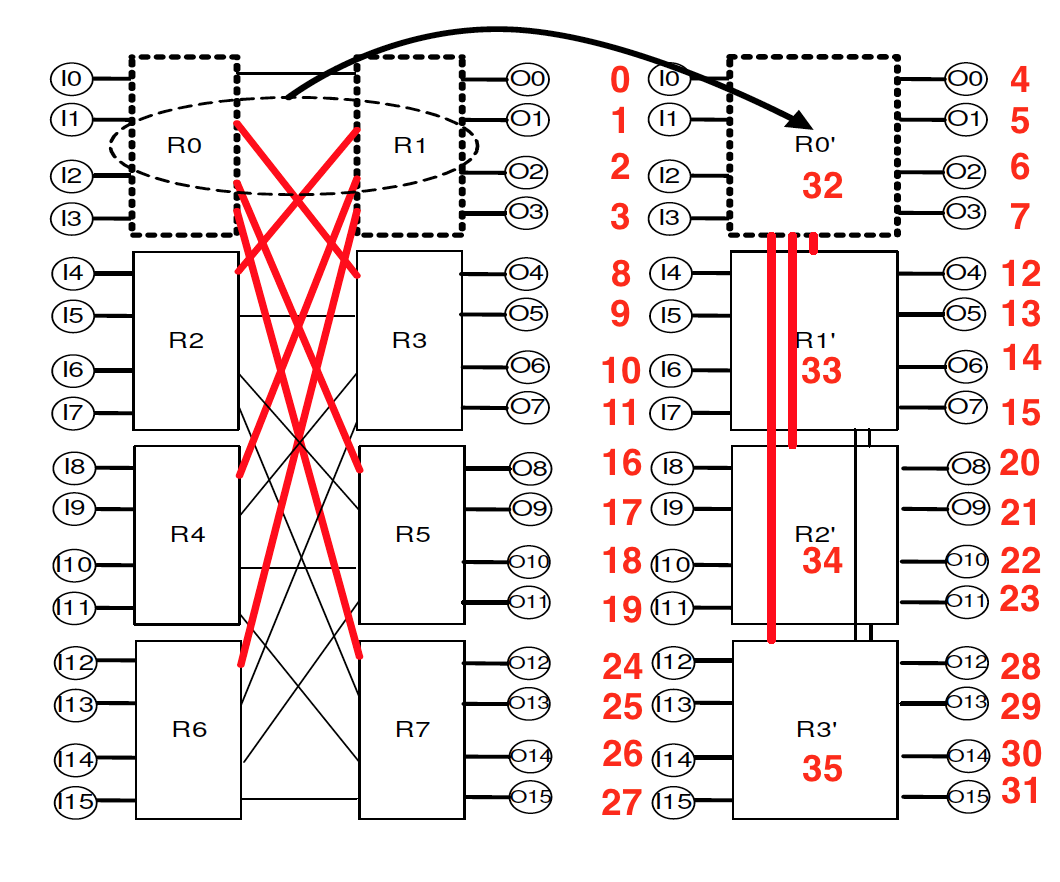 I0 O0 0 I0 O0 4
I1 O1 1 I1 O1 5
R0 R1 R0'
I2 O2 2 I2 32 O2 6
I3 O3 3 I3 O3 7
I4 O4 8 I4 O4 12
I5 O5 9 I5 O5 13
R2 R3 R1'
I6 O6 10 I6 33 O6 14
I7 O7 11 I7 O7 15
I8 O8 16 I8 O8 20
I9 O9 17 I9 O9 21
R4 R5 R2'
I10 O10 18 I10 34 O10 22
I11 O11 19 I11 O11 23
I12 O12 24 I12 O12 28
I13 O13 25 I13 O13 29
R6 R7 R3'
I14 O14 26 I14 35 O14 30
I15 O15 27 I15 O15 31